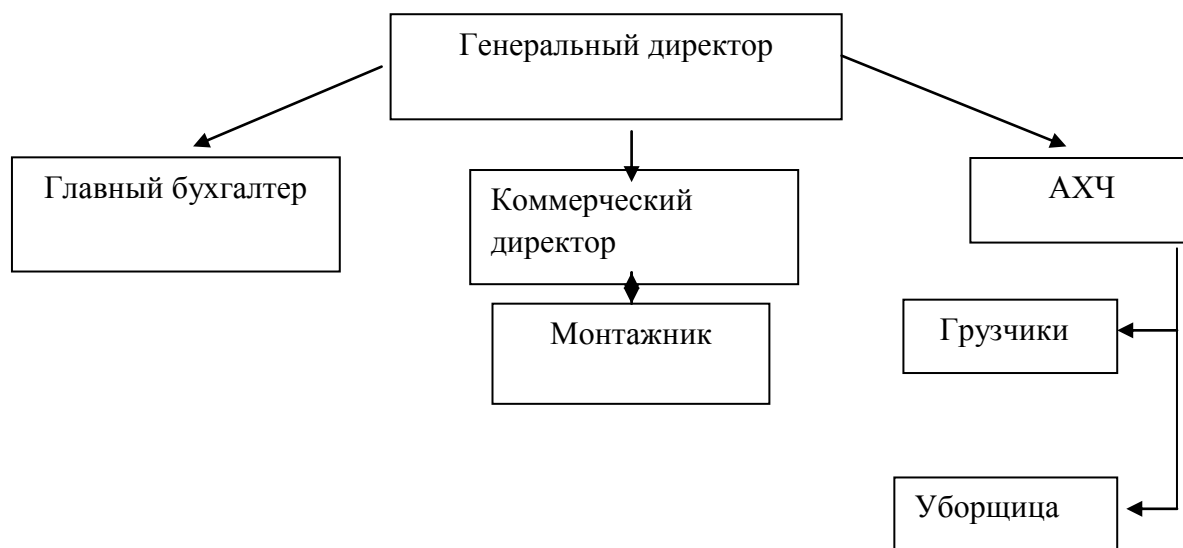 Генеральный директор
Главный бухгалтер
Коммерческий
директор
АХЧ
Монтажник
Грузчики
Уборщица